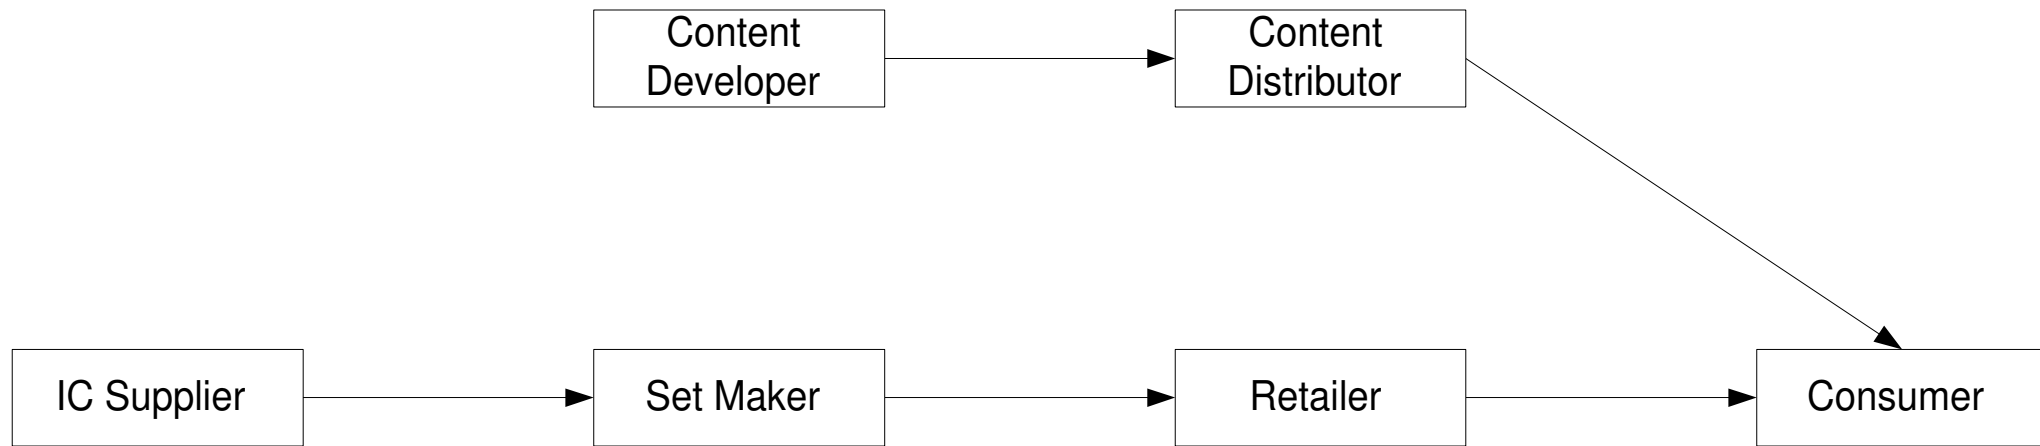 Content
Developer
Content
Distributor
IC Supplier
Set Maker
Retailer
Consumer